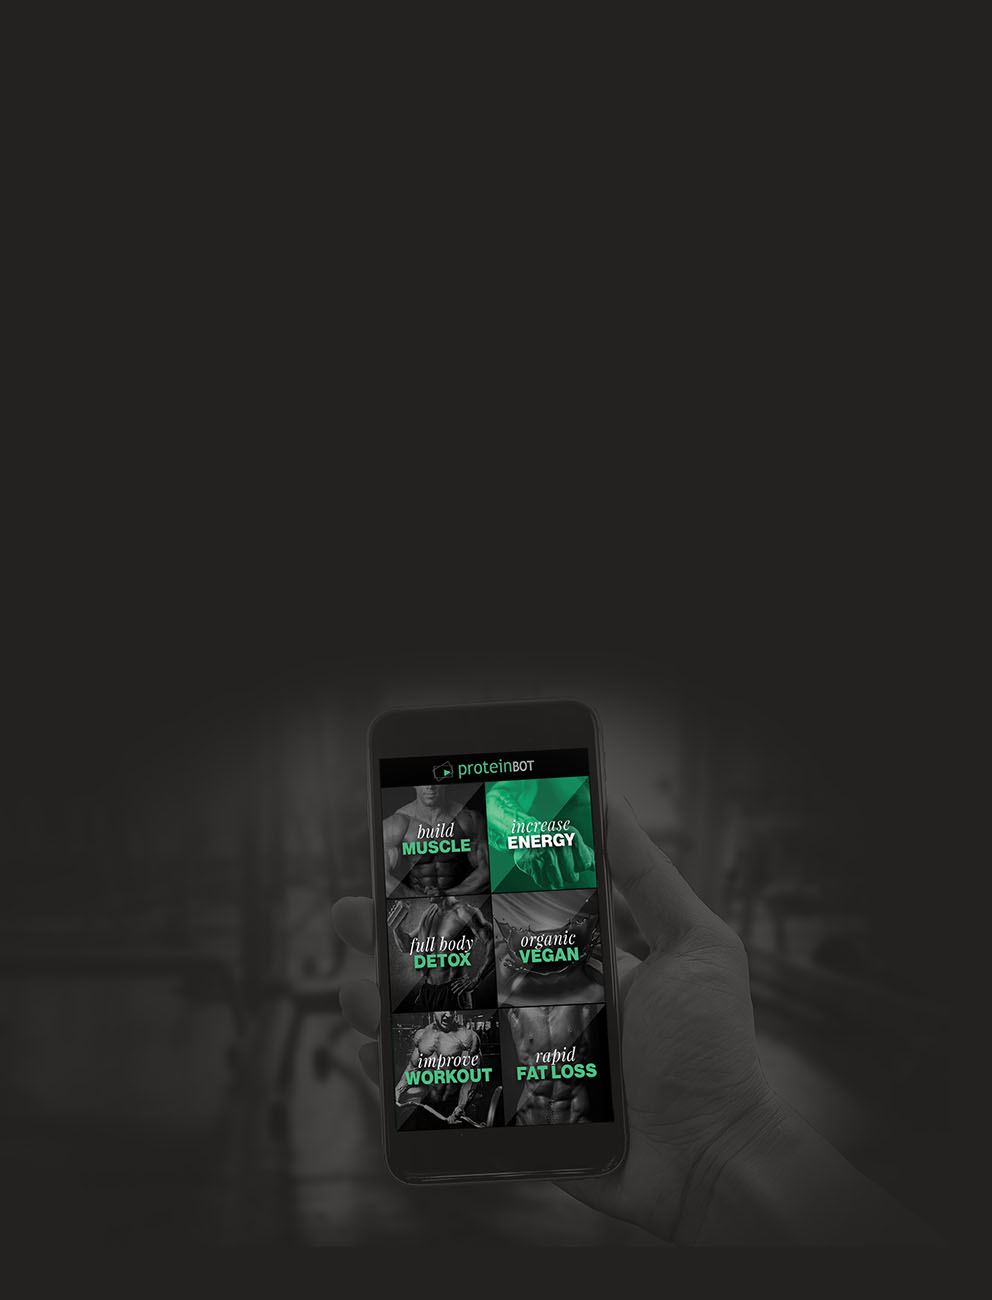 proteinBOT
build
MUSCLE
increase
ENERGY
full body
DETOX
organic
VEGAN
improve
WORKOUT
rapid
FAT LOSS